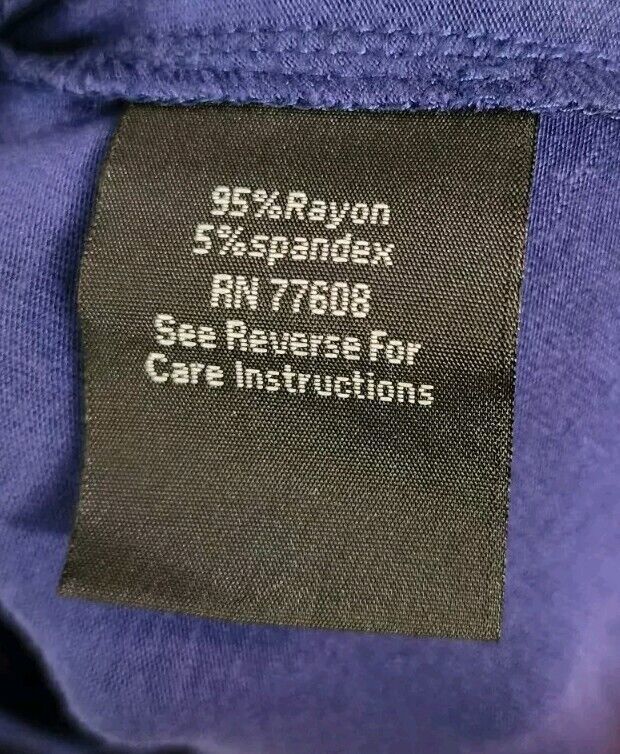 95%Rayon
5%spandex
RN 77608
See Reverse For
Care Instructions